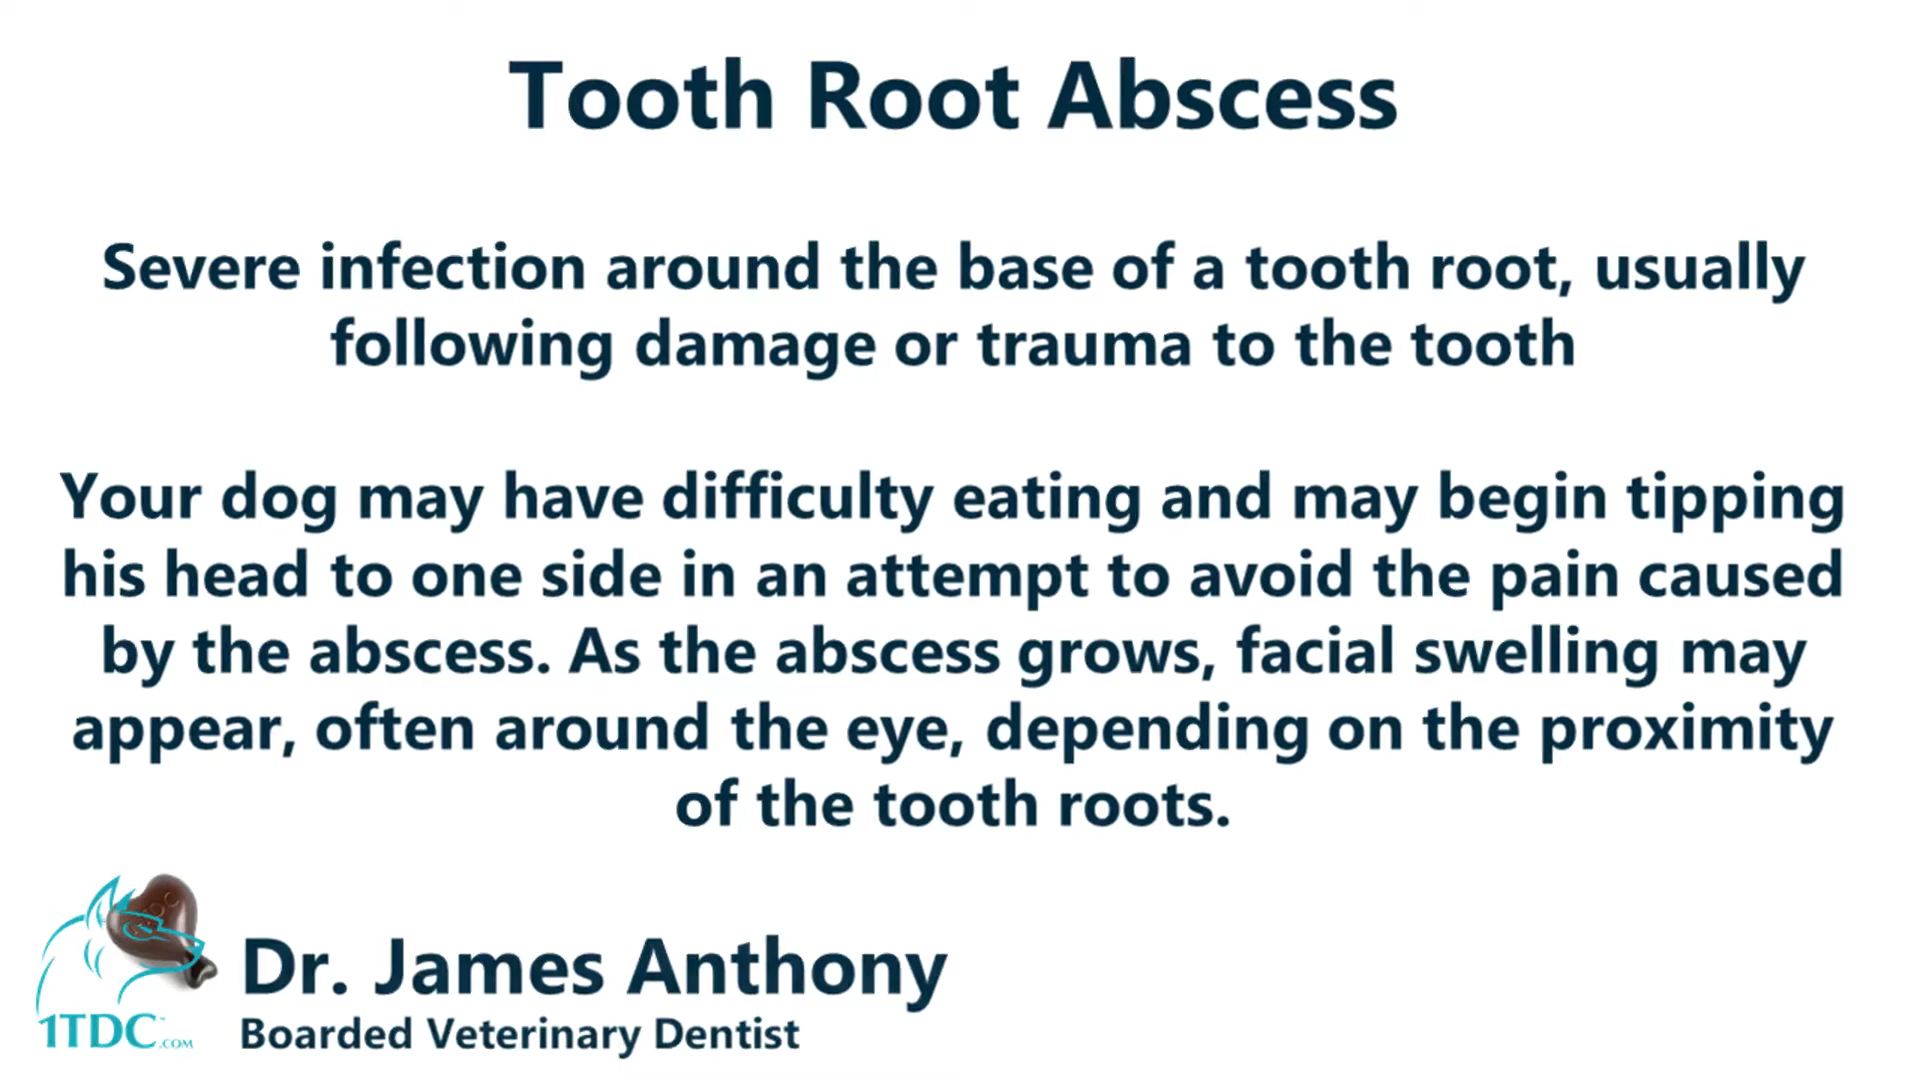 Tooth Root Abscess
Severe infection around the base of a tooth root, usually
following damage or trauma to the tooth
Your dog may have difficulty eating and may begin tipping
his head to one side in an attempt to avoid the pain caused
by the abscess. As the abscess grows, facial swelling may
appear, often around the eye, depending on the proximity
of the tooth roots.
Dr. James Anthony
Boarded Veterinary Dentist
1TDC™.COM